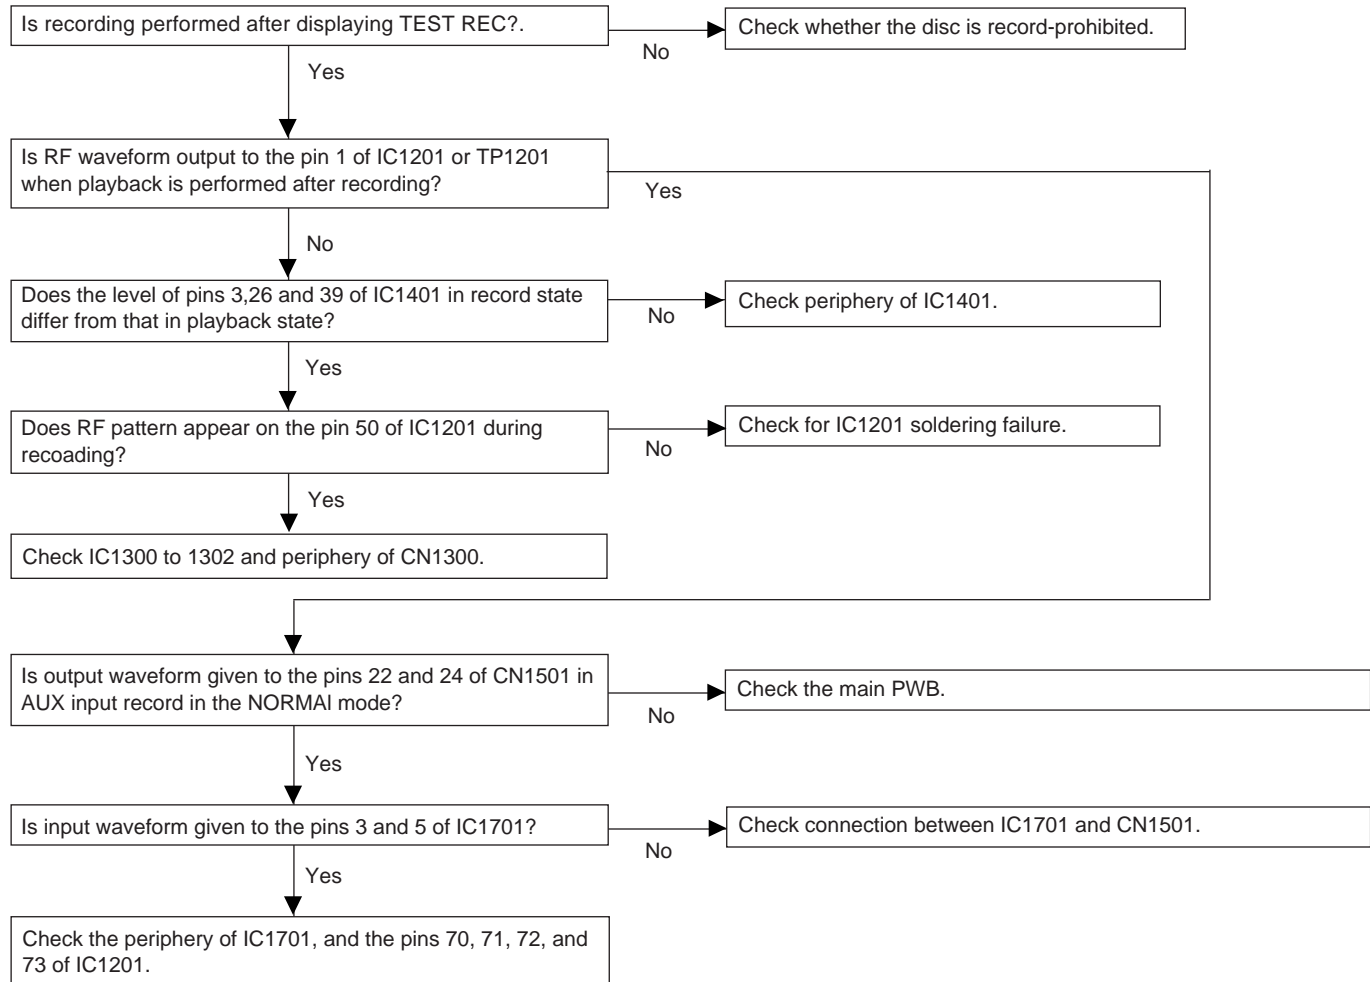 Is recording performed after displaying TEST REC?.
No
Check whether the disc is record-prohibited.
Yes
Is RF waveform output to the pin 1 of IC1201 or TP1201
when playback is performed after recording?
Yes
No
Does the level of pins 3,26 and 39 of IC1401 in record state
differ from that in playback state?
No
Check periphery of IC1401.
Yes
Does RF pattern appear on the pin 50 of IC1201 during
recoading?
No
Check for IC1201 soldering failure.
Yes
Check IC1300 to 1302 and periphery of CN1300.
Is output waveform given to the pins 22 and 24 of CN1501 in
AUX input record in the NORMAl mode?
No
Check the main PWB.
Yes
Is input waveform given to the pins 3 and 5 of IC1701?
No
Check connection between IC1701 and CN1501.
Yes
Check the periphery of IC1701, and the pins 70, 71, 72, and
73 of IC1201.